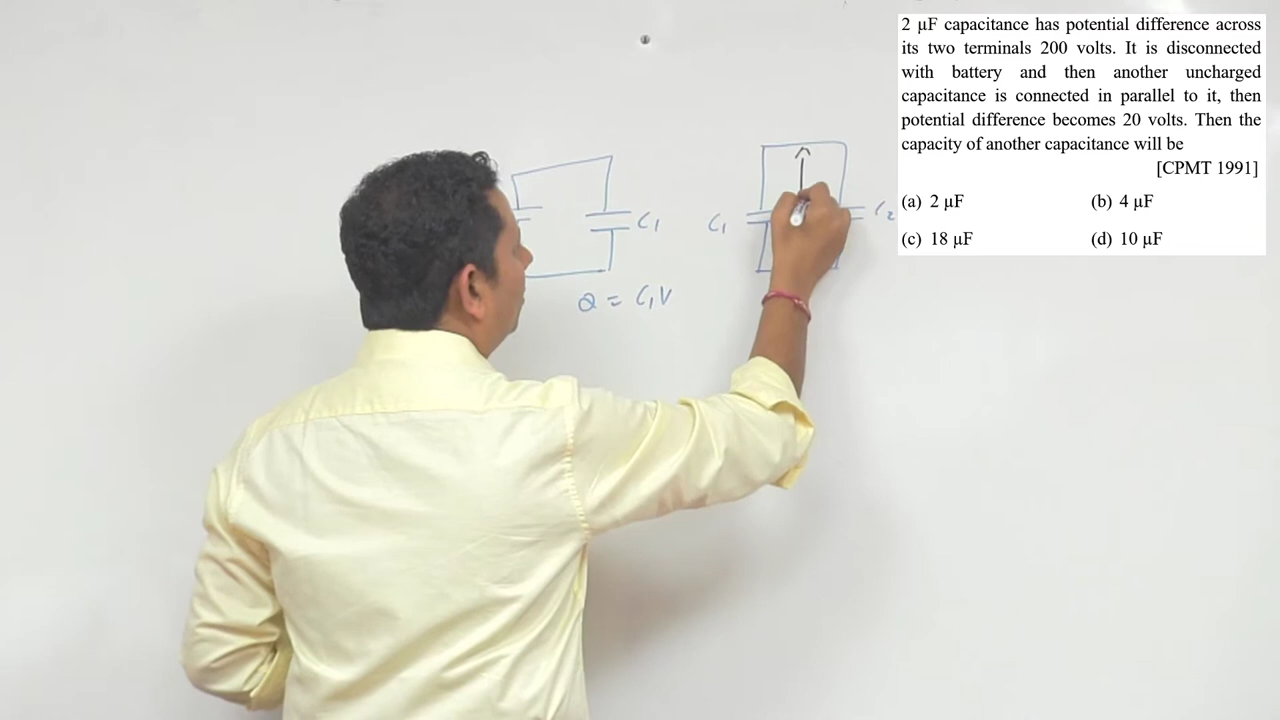 2 µF capacitance has potential difference across
its two terminals 200 volts. It is disconnected
with battery and then another uncharged
capacitance is connected in parallel to it, then
potential difference becomes 20 volts. Then the
capacity of another capacitance will be
[CPMT 1991]
(a) 2 µF (b) 4 µF
(c) 18 µF (d) 10 µF
C1 C1 C2
Q = C1V